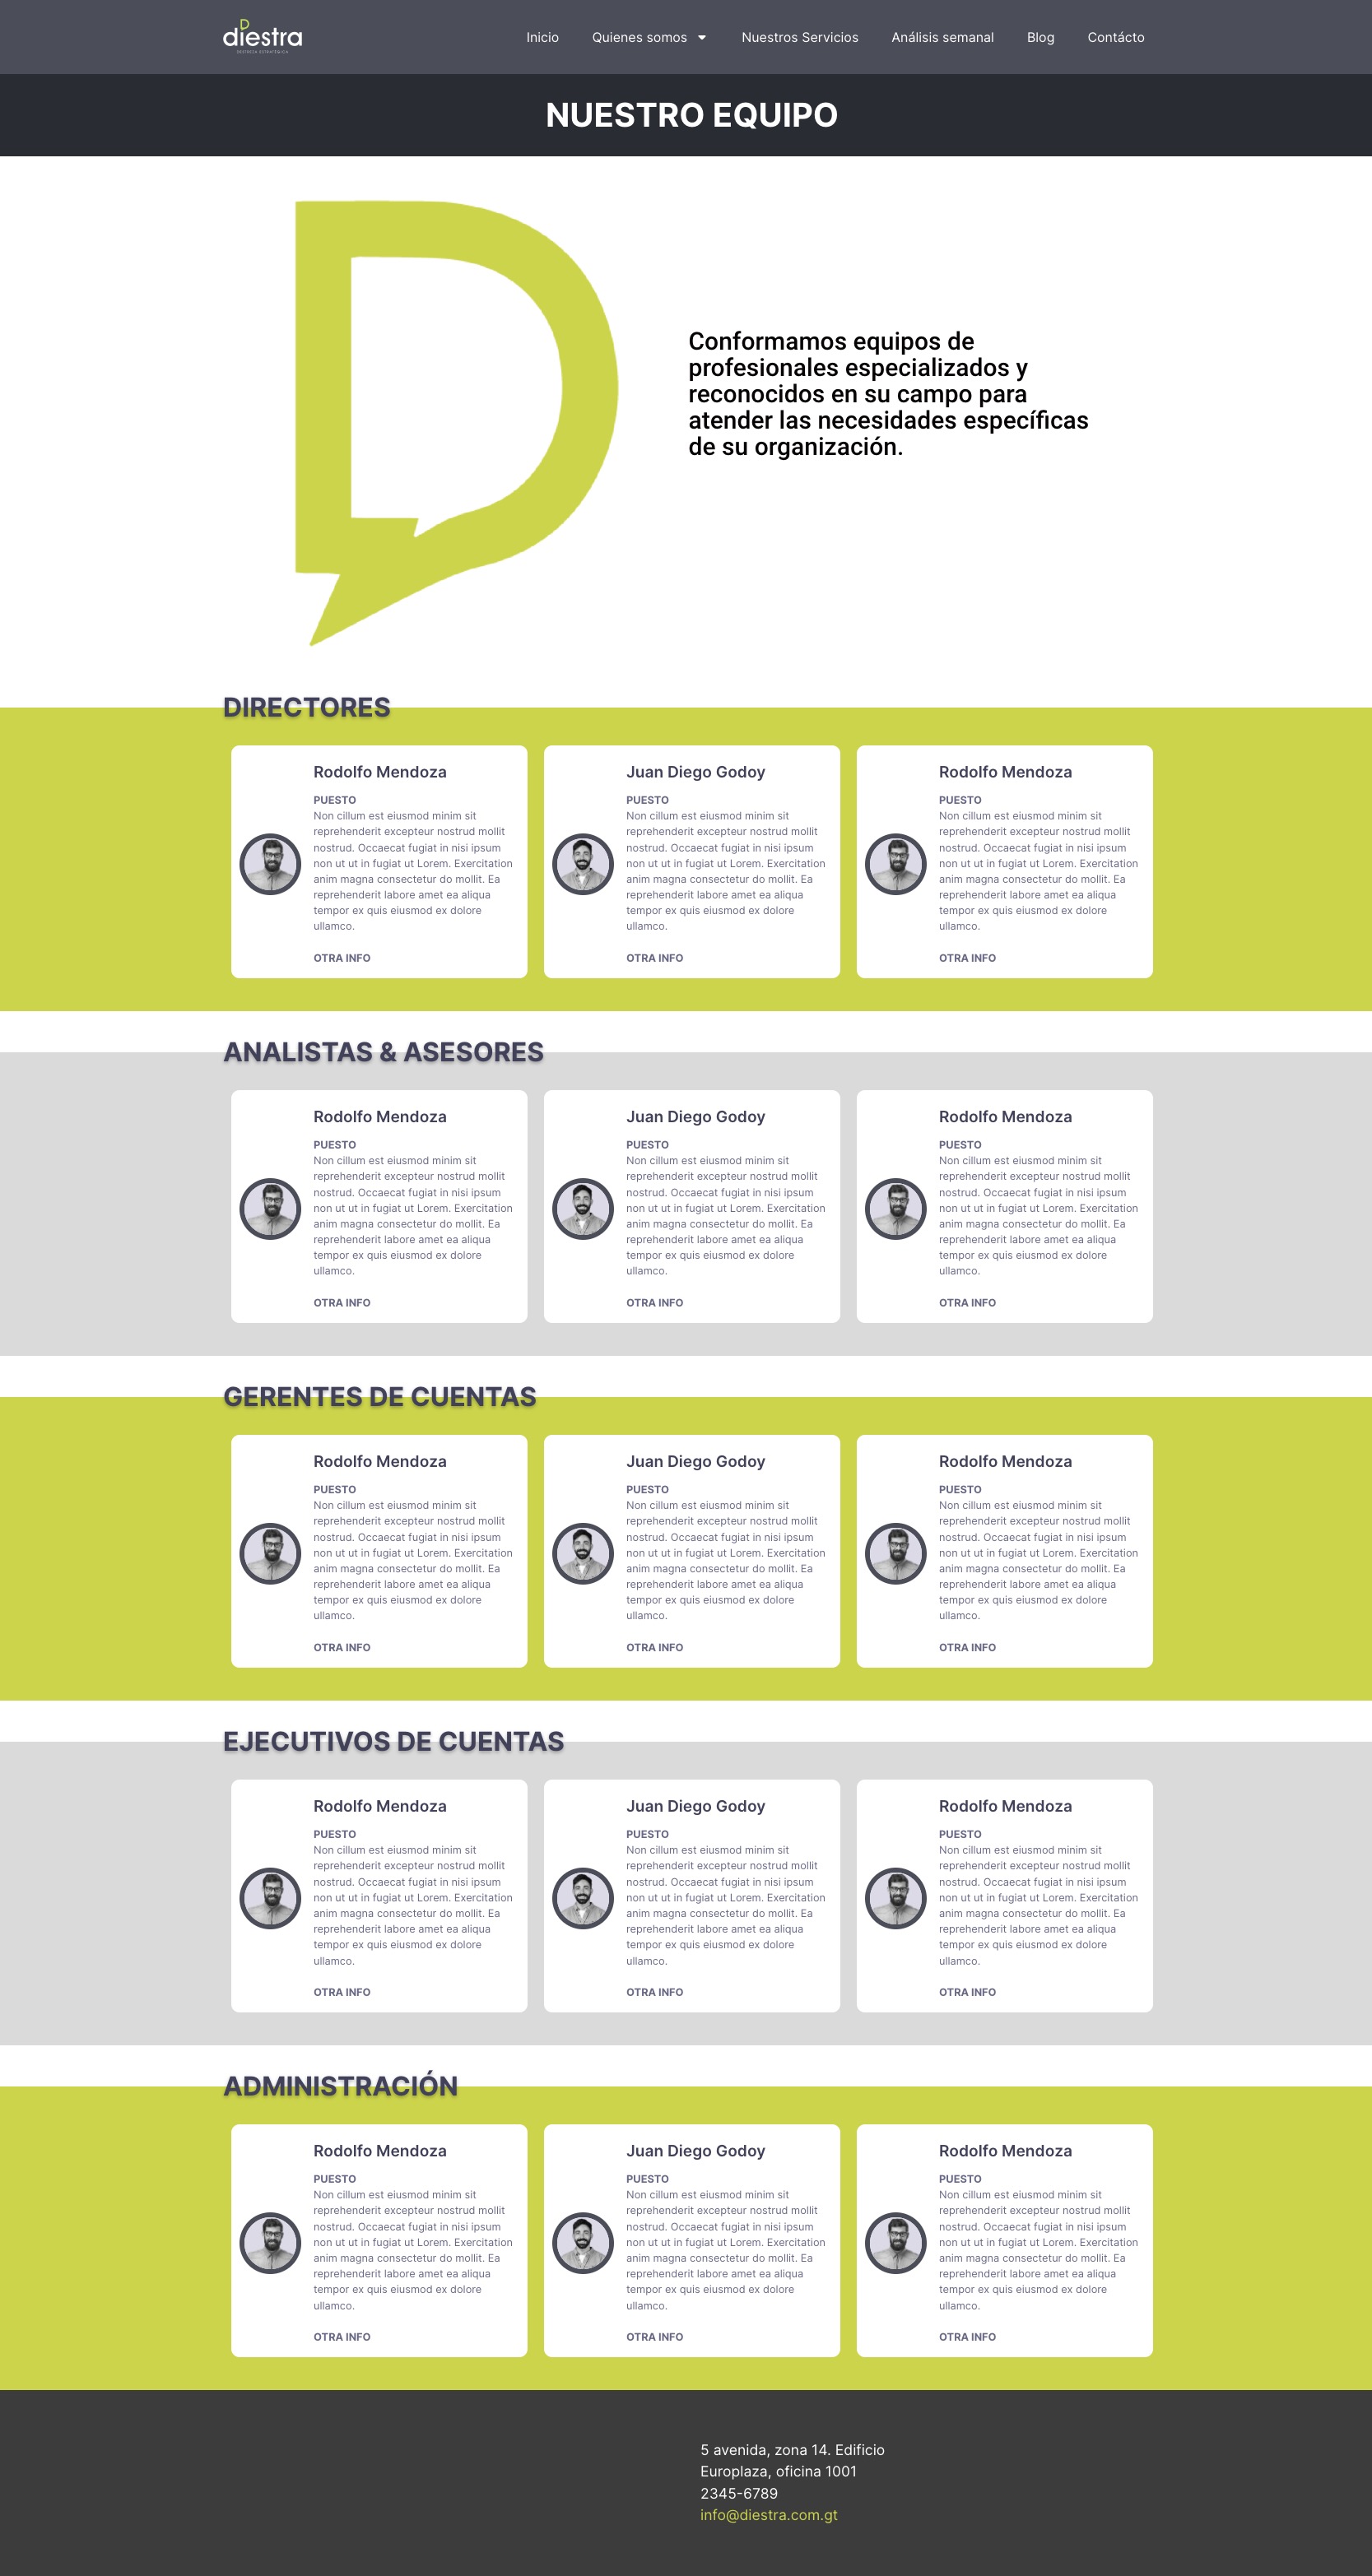 diestra
DESTREZA ESTRATÉGICA
Inicio
Quienes somos
Nuestros Servicios
Análisis semanal
Blog
Contácto
NUESTRO EQUIPO
Conformamos equipos de
profesionales especializados y
reconocidos en su campo para
atender las necesidades específicas
de su organización.
DIRECTORES
Rodolfo Mendoza
PUESTO
Non cillum est eiusmod minim sit
reprehenderit excepteur nostrud mollit
nostrud. Occaecat fugiat in nisi ipsum
non ut ut in fugiat ut Lorem. Exercitation
anim magna consectetur do mollit. Ea
reprehenderit labore amet ea aliqua
tempor ex quis eiusmod ex dolore
ullamco.
OTRA INFO
Juan Diego Godoy
PUESTO
Non cillum est eiusmod minim sit
reprehenderit excepteur nostrud mollit
nostrud. Occaecat fugiat in nisi ipsum
non ut ut in fugiat ut Lorem. Exercitation
anim magna consectetur do mollit. Ea
reprehenderit labore amet ea aliqua
tempor ex quis eiusmod ex dolore
ullamco.
OTRA INFO
Rodolfo Mendoza
PUESTO
Non cillum est eiusmod minim sit
reprehenderit excepteur nostrud mollit
nostrud. Occaecat fugiat in nisi ipsum
non ut ut in fugiat ut Lorem. Exercitation
anim magna consectetur do mollit. Ea
reprehenderit labore amet ea aliqua
tempor ex quis eiusmod ex dolore
ullamco.
OTRA INFO
ANALISTAS & ASESORES
Rodolfo Mendoza
PUESTO
Non cillum est eiusmod minim sit
reprehenderit excepteur nostrud mollit
nostrud. Occaecat fugiat in nisi ipsum
non ut ut in fugiat ut Lorem. Exercitation
anim magna consectetur do mollit. Ea
reprehenderit labore amet ea aliqua
tempor ex quis eiusmod ex dolore
ullamco.
OTRA INFO
Juan Diego Godoy
PUESTO
Non cillum est eiusmod minim sit
reprehenderit excepteur nostrud mollit
nostrud. Occaecat fugiat in nisi ipsum
non ut ut in fugiat ut Lorem. Exercitation
anim magna consectetur do mollit. Ea
reprehenderit labore amet ea aliqua
tempor ex quis eiusmod ex dolore
ullamco.
OTRA INFO
Rodolfo Mendoza
PUESTO
Non cillum est eiusmod minim sit
reprehenderit excepteur nostrud mollit
nostrud. Occaecat fugiat in nisi ipsum
non ut ut in fugiat ut Lorem. Exercitation
anim magna consectetur do mollit. Ea
reprehenderit labore amet ea aliqua
tempor ex quis eiusmod ex dolore
ullamco.
OTRA INFO
GERENTES DE CUENTAS
Rodolfo Mendoza
PUESTO
Non cillum est eiusmod minim sit
reprehenderit excepteur nostrud mollit
nostrud. Occaecat fugiat in nisi ipsum
non ut ut in fugiat ut Lorem. Exercitation
anim magna consectetur do mollit. Ea
reprehenderit labore amet ea aliqua
tempor ex quis eiusmod ex dolore
ullamco.
OTRA INFO
Juan Diego Godoy
PUESTO
Non cillum est eiusmod minim sit
reprehenderit excepteur nostrud mollit
nostrud. Occaecat fugiat in nisi ipsum
non ut ut in fugiat ut Lorem. Exercitation
anim magna consectetur do mollit. Ea
reprehenderit labore amet ea aliqua
tempor ex quis eiusmod ex dolore
ullamco.
OTRA INFO
Rodolfo Mendoza
PUESTO
Non cillum est eiusmod minim sit
reprehenderit excepteur nostrud mollit
nostrud. Occaecat fugiat in nisi ipsum
non ut ut in fugiat ut Lorem. Exercitation
anim magna consectetur do mollit. Ea
reprehenderit labore amet ea aliqua
tempor ex quis eiusmod ex dolore
ullamco.
OTRA INFO
EJECUTIVOS DE CUENTAS
Rodolfo Mendoza
PUESTO
Non cillum est eiusmod minim sit
reprehenderit excepteur nostrud mollit
nostrud. Occaecat fugiat in nisi ipsum
non ut ut in fugiat ut Lorem. Exercitation
anim magna consectetur do mollit. Ea
reprehenderit labore amet ea aliqua
tempor ex quis eiusmod ex dolore
ullamco.
OTRA INFO
Juan Diego Godoy
PUESTO
Non cillum est eiusmod minim sit
reprehenderit excepteur nostrud mollit
nostrud. Occaecat fugiat in nisi ipsum
non ut ut in fugiat ut Lorem. Exercitation
anim magna consectetur do mollit. Ea
reprehenderit labore amet ea aliqua
tempor ex quis eiusmod ex dolore
ullamco.
OTRA INFO
Rodolfo Mendoza
PUESTO
Non cillum est eiusmod minim sit
reprehenderit excepteur nostrud mollit
nostrud. Occaecat fugiat in nisi ipsum
non ut ut in fugiat ut Lorem. Exercitation
anim magna consectetur do mollit. Ea
reprehenderit labore amet ea aliqua
tempor ex quis eiusmod ex dolore
ullamco.
OTRA INFO
ADMINISTRACIÓN
Rodolfo Mendoza
PUESTO
Non cillum est eiusmod minim sit
reprehenderit excepteur nostrud mollit
nostrud. Occaecat fugiat in nisi ipsum
non ut ut in fugiat ut Lorem. Exercitation
anim magna consectetur do mollit. Ea
reprehenderit labore amet ea aliqua
tempor ex quis eiusmod ex dolore
ullamco.
OTRA INFO
Juan Diego Godoy
PUESTO
Non cillum est eiusmod minim sit
reprehenderit excepteur nostrud mollit
nostrud. Occaecat fugiat in nisi ipsum
non ut ut in fugiat ut Lorem. Exercitation
anim magna consectetur do mollit. Ea
reprehenderit labore amet ea aliqua
tempor ex quis eiusmod ex dolore
ullamco.
OTRA INFO
Rodolfo Mendoza
PUESTO
Non cillum est eiusmod minim sit
reprehenderit excepteur nostrud mollit
nostrud. Occaecat fugiat in nisi ipsum
non ut ut in fugiat ut Lorem. Exercitation
anim magna consectetur do mollit. Ea
reprehenderit labore amet ea aliqua
tempor ex quis eiusmod ex dolore
ullamco.
OTRA INFO
5 avenida, zona 14. Edificio
Europlaza, oficina 1001
2345-6789
info@diestra.com.gt